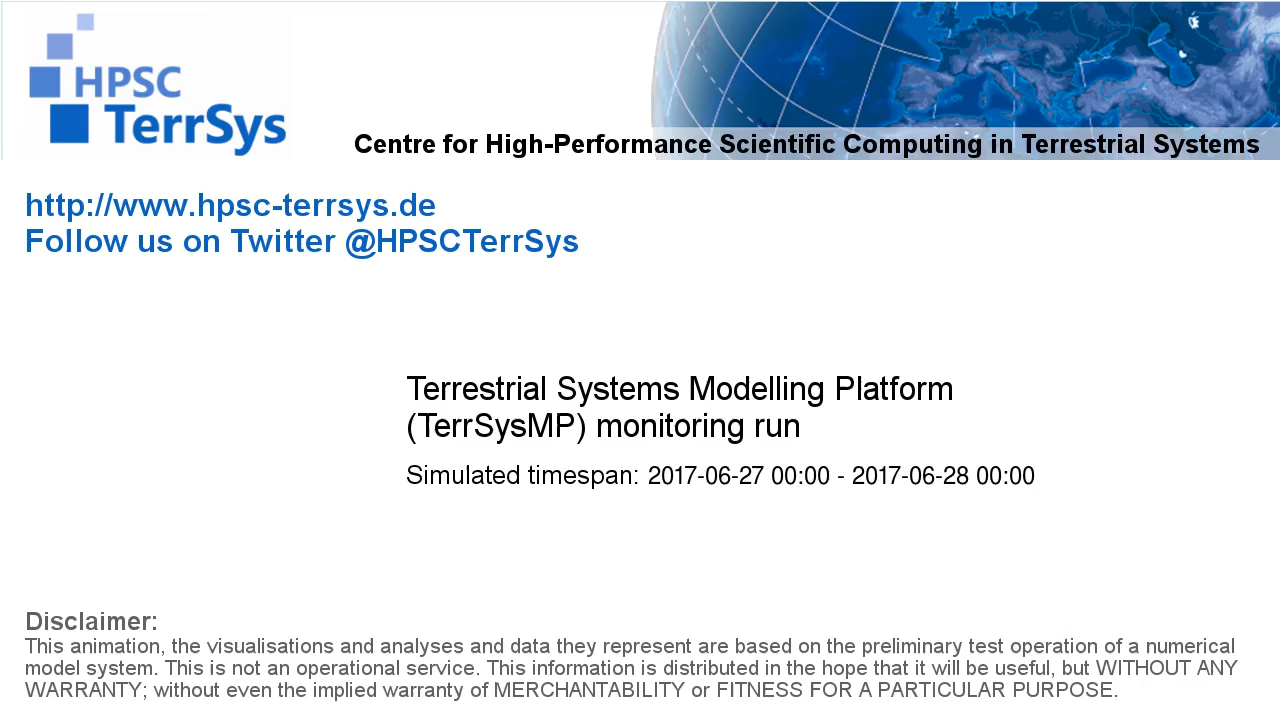 HPSC
TerrSys
Centre for High-Performance Scientific Computing in Terrestrial Systems
http://www.hpsc-terrsys.de
Follow us on Twitter @HPSCTerrSys
Terrestrial Systems Modelling Platform
(TerrSysMP) monitoring run
Simulated timespan: 2017-06-27 00:00 - 2017-06-28 00:00
Disclaimer:
This animation, the visualisations and analyses and data they represent are based on the preliminary test operation of a numerical
model system. This is not an operational service. This information is distributed in the hope that it will be useful, but WITHOUT ANY
WARRANTY; without even the implied warranty of MERCHANTABILITY or FITNESS FOR A PARTICULAR PURPOSE.